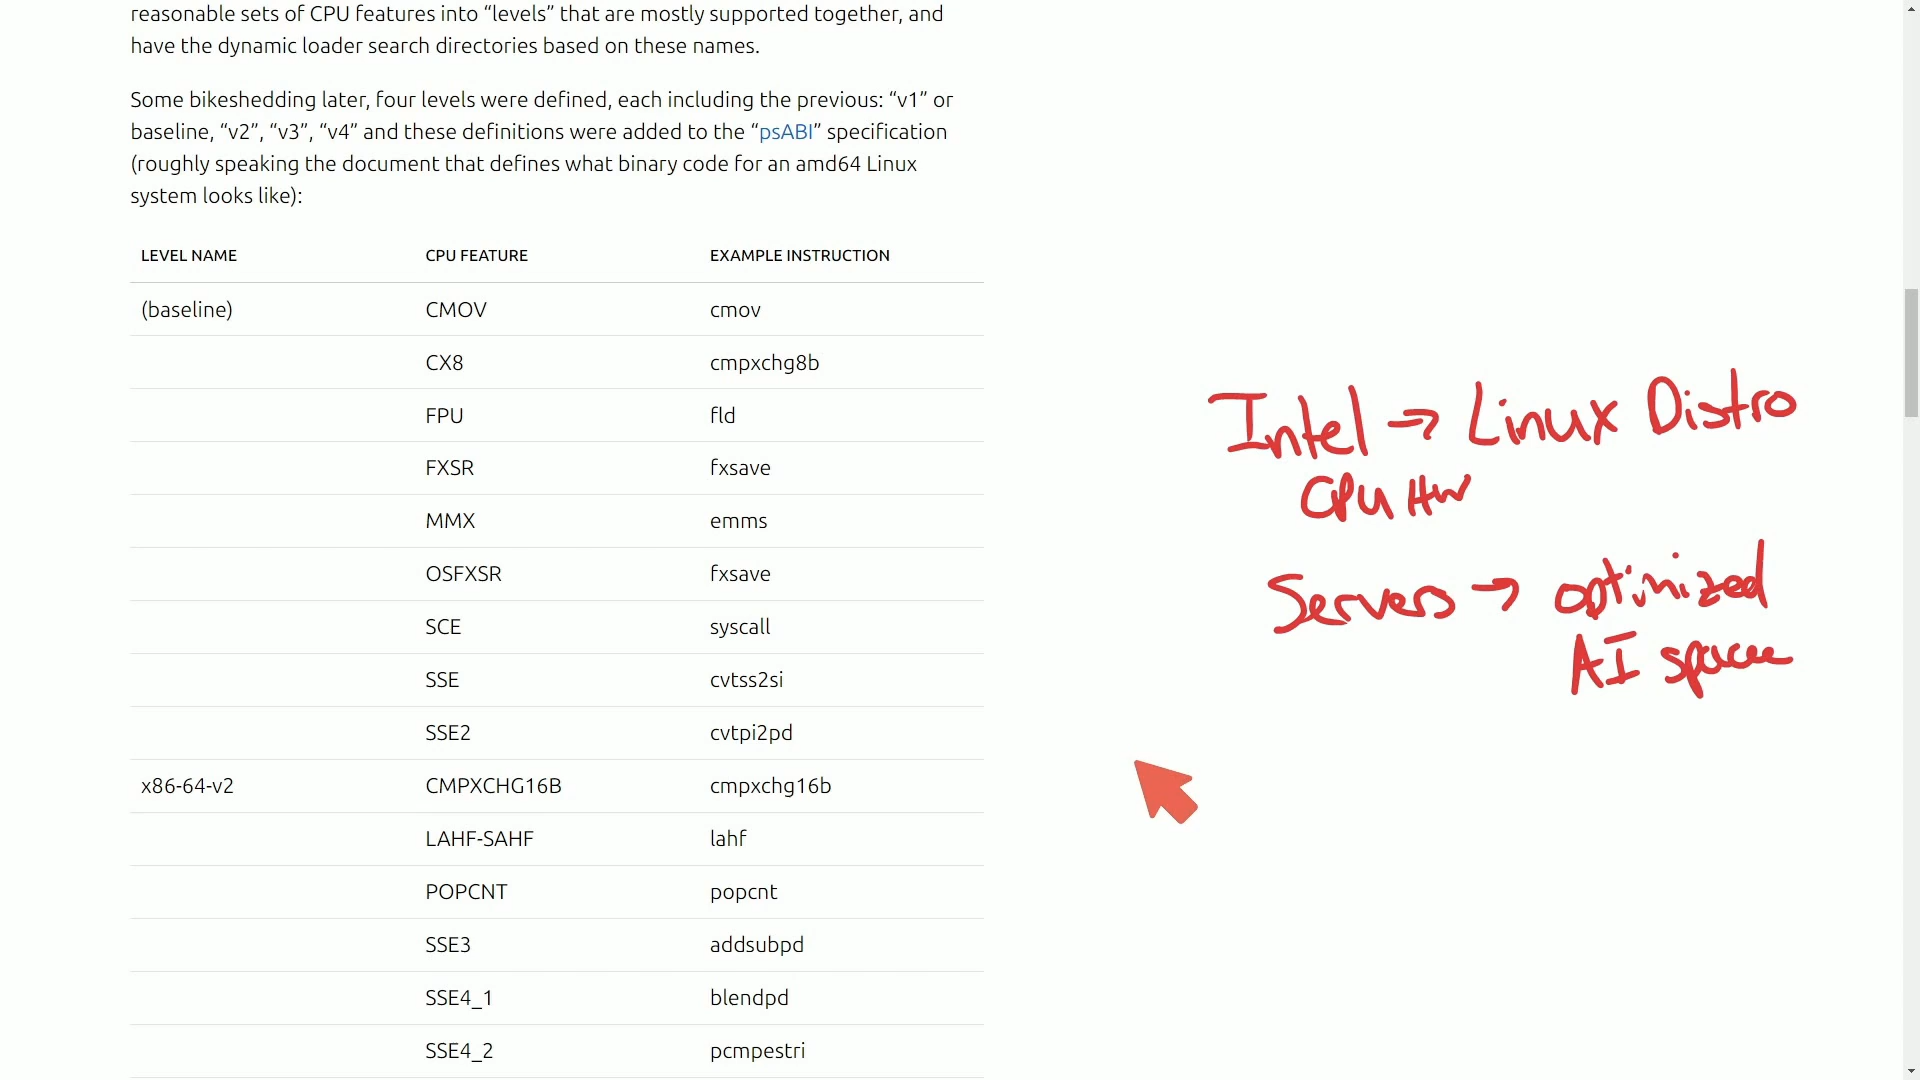 reasonable sets of CPU features into “levels” that are mostly supported together, and
have the dynamic loader search directories based on these names.
Some bikeshedding later, four levels were defined, each including the previous: “v1” or
baseline, “v2”, “v3”, “v4” and these definitions were added to the “psABI” specification
(roughly speaking the document that defines what binary code for an amd64 Linux
system looks like):
LEVEL NAME CPU FEATURE EXAMPLE INSTRUCTION
(baseline) CMOV cmov
CX8 cmpxchg8b
FPU fld
FXSR fxsave
MMX emms
OSFXSR fxsave
SCE syscall
SSE cvtss2si
SSE2 cvtpi2pd
x86-64-v2 CMPXCHG16B cmpxchg16b
LAHF-SAHF lahf
POPCNT popcnt
SSE3 addsubpd
SSE4_1 blendpd
SSE4_2 pcmpestri
Intel → Linux Distro
CPU HW
Servers → optimized
AI space